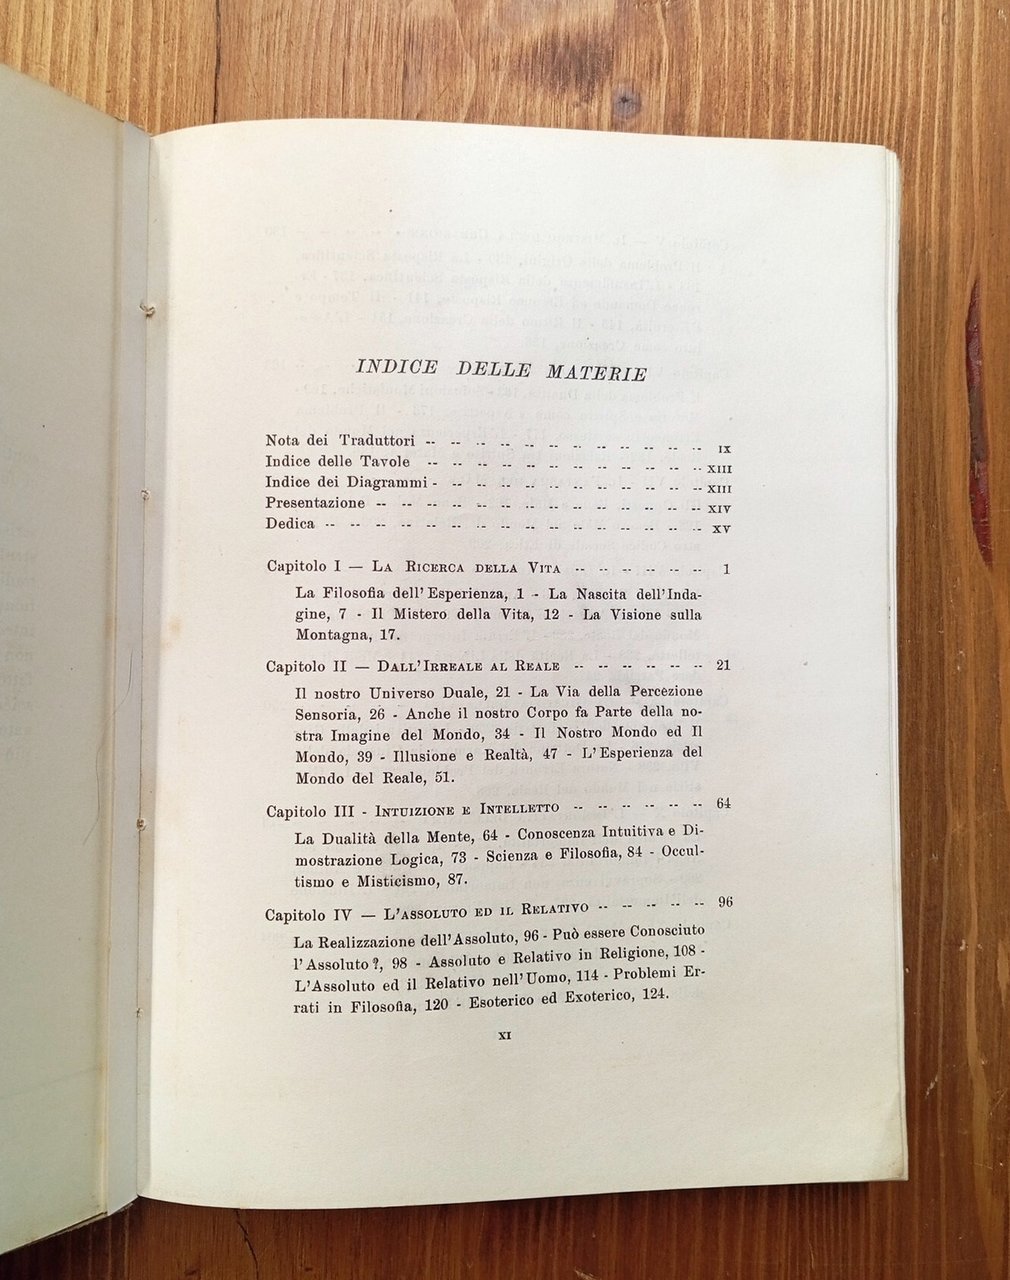 INDICE DELLE MATERIE
Nota dei Traduttori -- -- -- -- -- -- -- -- -- -- -- -- IX
Indice delle Tavole -- -- -- -- -- -- -- -- -- -- -- -- XIII
Indice dei Diagrammi - -- -- -- -- -- -- -- -- -- -- -- XIII
Presentazione -- -- -- -- -- -- -- -- -- -- -- -- -- -- XIV
Dedica -- -- -- -- -- -- -- -- -- -- -- -- -- -- -- -- XV
Capitolo I — LA RICERCA DELLA VITA -- -- -- -- -- -- 1
La Filosofia dell'Esperienza, 1 - La Nascita dell'Inda-
gine, 7 - Il Mistero della Vita, 12 - La Visione sulla
Montagna, 17.
Capitolo II — DALL'IRREALE AL REALE -- -- -- -- -- -- 21
Il nostro Universo Duale, 21 - La Via della Percezione
Sensoria, 26 - Anche il nostro Corpo fa Parte della no-
stra Imagine del Mondo, 34 - Il Nostro Mondo ed Il
Mondo, 39 - Illusione e Realtà, 47 - L'Esperienza del
Mondo del Reale, 51.
Capitolo III - INTUIZIONE E INTELLETTO -- -- -- -- -- -- 64
La Dualità della Mente, 64 - Conoscenza Intuitiva e Di-
mostrazione Logica, 73 - Scienza e Filosofia, 84 - Occul-
tismo e Misticismo, 87.
Capitolo IV — L'ASSOLUTO ED IL RELATIVO -- -- -- -- -- 96
La Realizzazione dell'Assoluto, 96 - Può essere Conosciuto
l'Assoluto?, 98 - Assoluto e Relativo in Religione, 108 -
L'Assoluto ed il Relativo nell'Uomo, 114 - Problemi Er-
rati in Filosofia, 120 - Esoterico ed Exoterico, 124.
XI